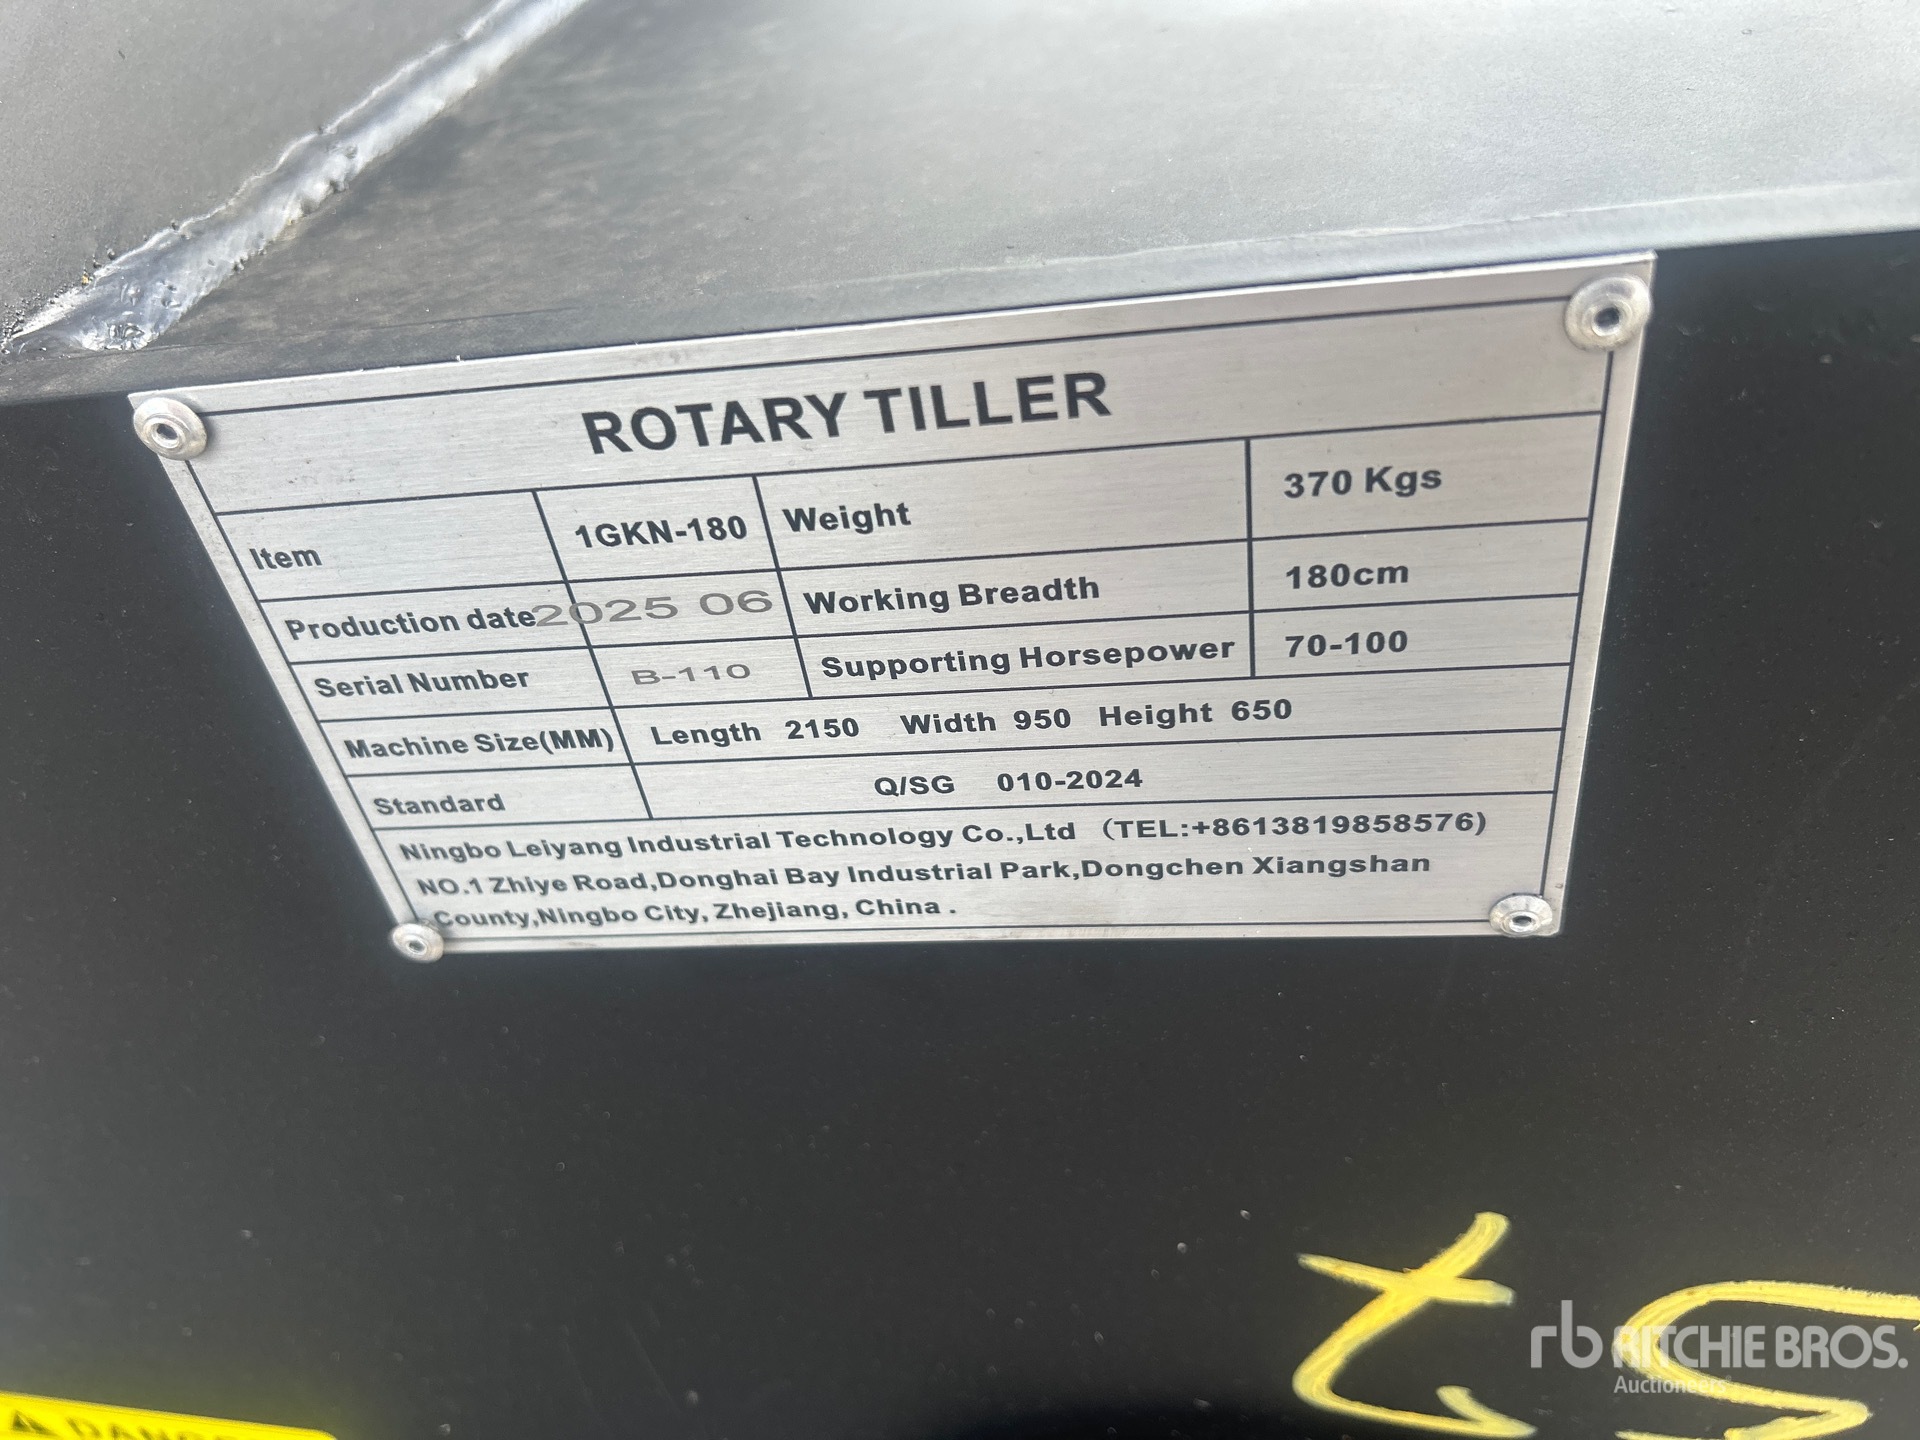 ROTARY TILLER
Item 1GKN-180 Weight 370 Kgs
Production date 2025 06 Working Breadth 180cm
Serial Number B-110 Supporting Horsepower 70-100
Machine Size(MM) Length 2150 Width 950 Height 650
Standard Q/SG 010-2024
Ningbo Leiyang Industrial Technology Co.,Ltd (TEL:+8613819858576)
NO.1 Zhiye Road,Donghai Bay Industrial Park,Dongchen Xiangshan
County,Ningbo City, Zhejiang, China .
rb RITCHIE BROS.
Auctioneers